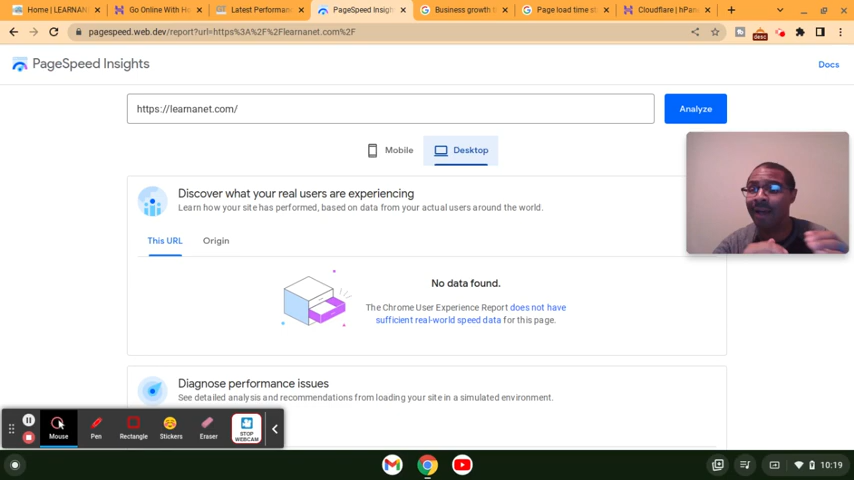 Home | LEARNAN
Go Online With Ho
Latest Performanc
PageSpeed Insigh
Business growth t
Page load time st
Cloudflare | hPan
pagespeed.web.dev/report?url=https%3A%2F%2Flearnanet.com%2F
desc
PageSpeed Insights
Docs
https://learnanet.com/
Analyze
Mobile
Desktop
Discover what your real users are experiencing
Learn how your site has performed, based on data from your actual users around the world.
This URL
Origin
No data found.
The Chrome User Experience Report does not have
sufficient real-world speed data for this page.
Diagnose performance issues
See detailed analysis and recommendations from loading your site in a simulated environment.
Mouse
Pen
Rectangle
Stickers
Eraser
STOP
WEBCAM
10:19